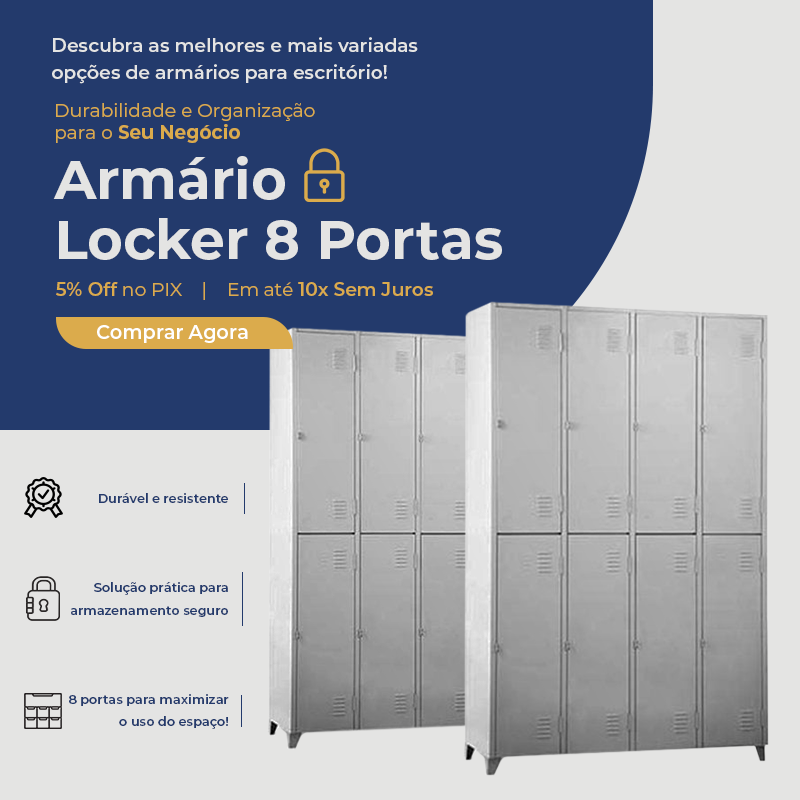 Descubra as melhores e mais variadas
opções de armários para escritório!
Durabilidade e Organização
para o Seu Negócio
Armário
Locker 8 Portas
5% Off no PIX | Em até 10x Sem Juros
Comprar Agora
Durável e resistente
Solução prática para
armazenamento seguro
8 portas para maximizar
o uso do espaço!